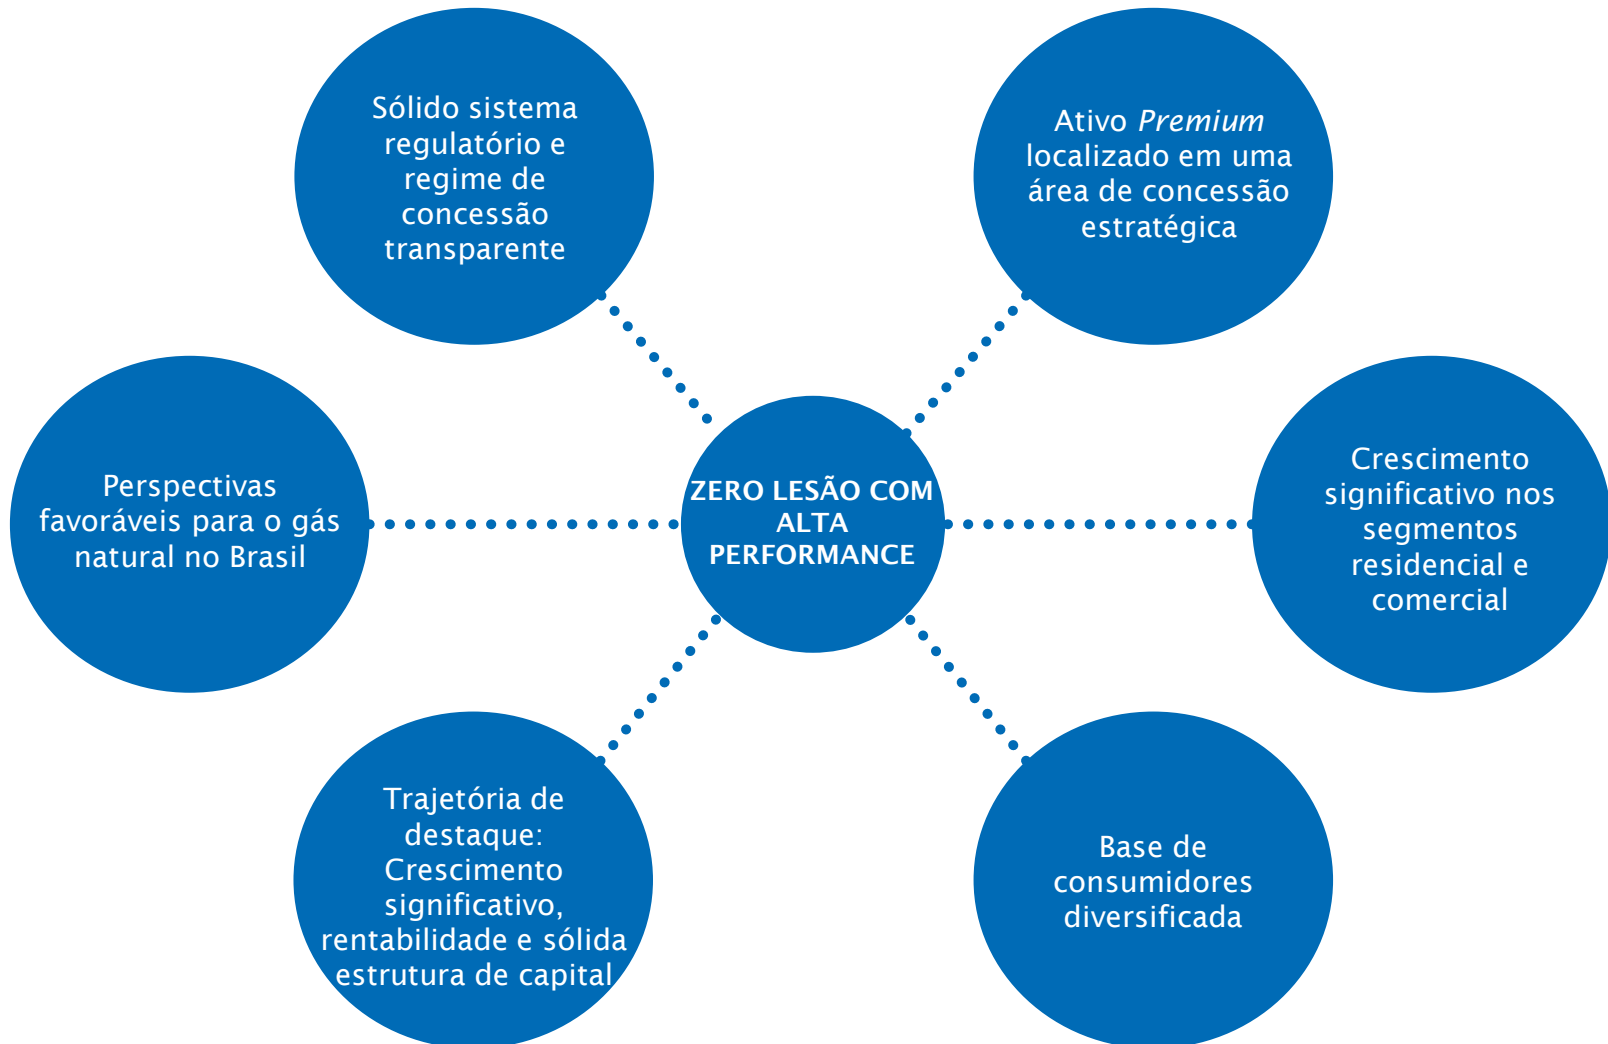 Sólido sistema
regulatório e
regime de
concessão
transparente
Ativo Premium
localizado em uma
área de concessão
estratégica
Perspectivas
favoráveis para o gás
natural no Brasil
ZERO LESÃO COM
ALTA
PERFORMANCE
Crescimento
significativo nos
segmentos
residencial e
comercial
Trajetória de
destaque:
Crescimento
significativo,
rentabilidade e sólida
estrutura de capital
Base de
consumidores
diversificada